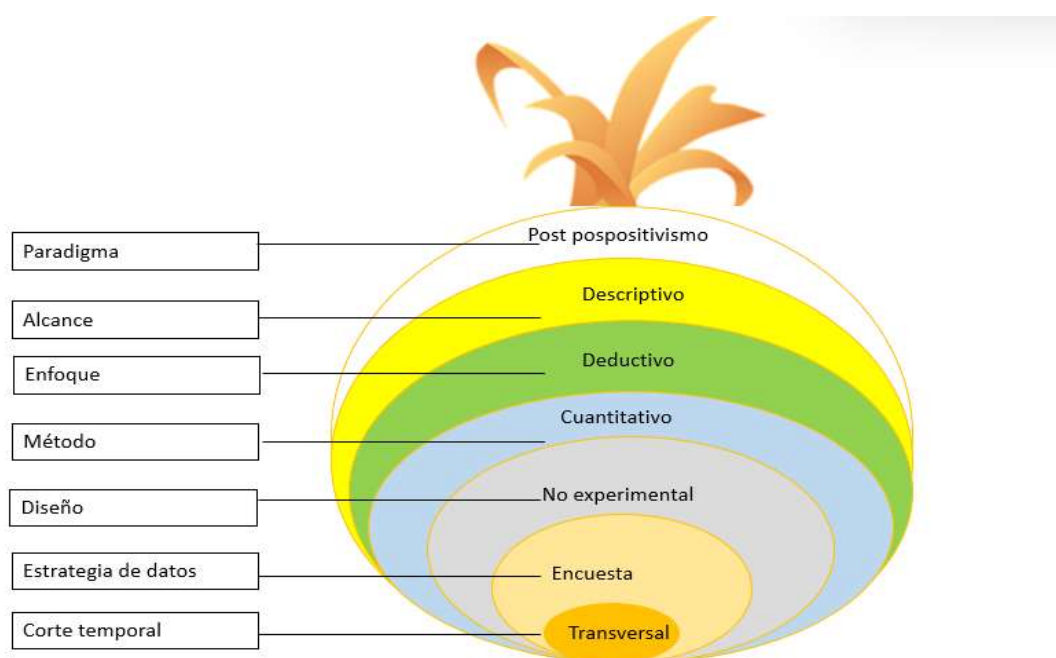 Paradigma
Post pospositivismo
Alcance
Descriptivo
Enfoque
Deductivo
Método
Cuantitativo
Diseño
No experimental
Estrategia de datos
Encuesta
Corte temporal
Transversal